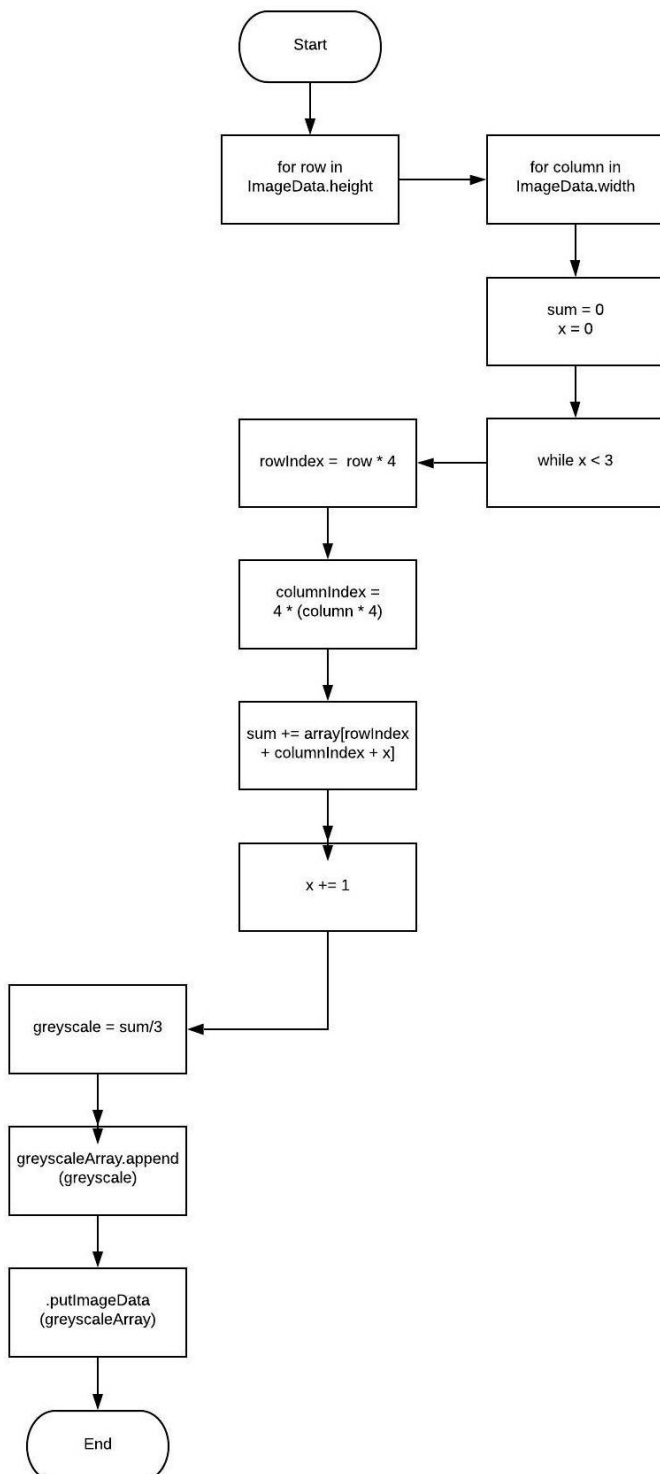 Start
for row in
ImageData.height
for column in
ImageData.width
sum = 0
x = 0
while x < 3
rowIndex = row * 4
columnIndex =
4 * (column * 4)
sum += array[rowIndex
+ columnIndex + x]
x += 1
greyscale = sum/3
greyscaleArray.append
(greyscale)
.putImageData
(greyscaleArray)
End